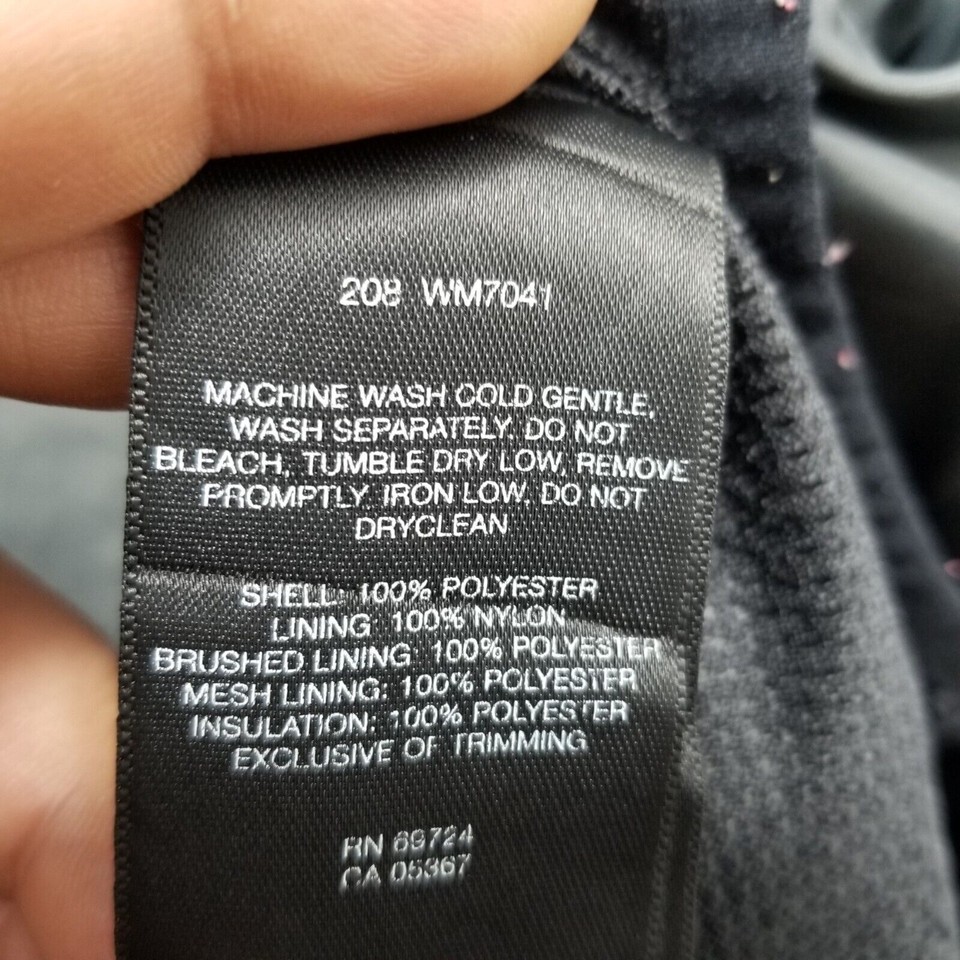 208 WM7041
MACHINE WASH COLD GENTLE,
WASH SEPARATELY. DO NOT
BLEACH, TUMBLE DRY LOW, REMOVE
PROMPTLY. IRON LOW. DO NOT
DRYCLEAN
SHELL: 100% POLYESTER
LINING 100% NYLON
BRUSHED LINING 100% POLYESTER
MESH LINING: 100% POLYESTER
INSULATION: 100% POLYESTER
EXCLUSIVE OF TRIMMING
RN 69724
CA 05367